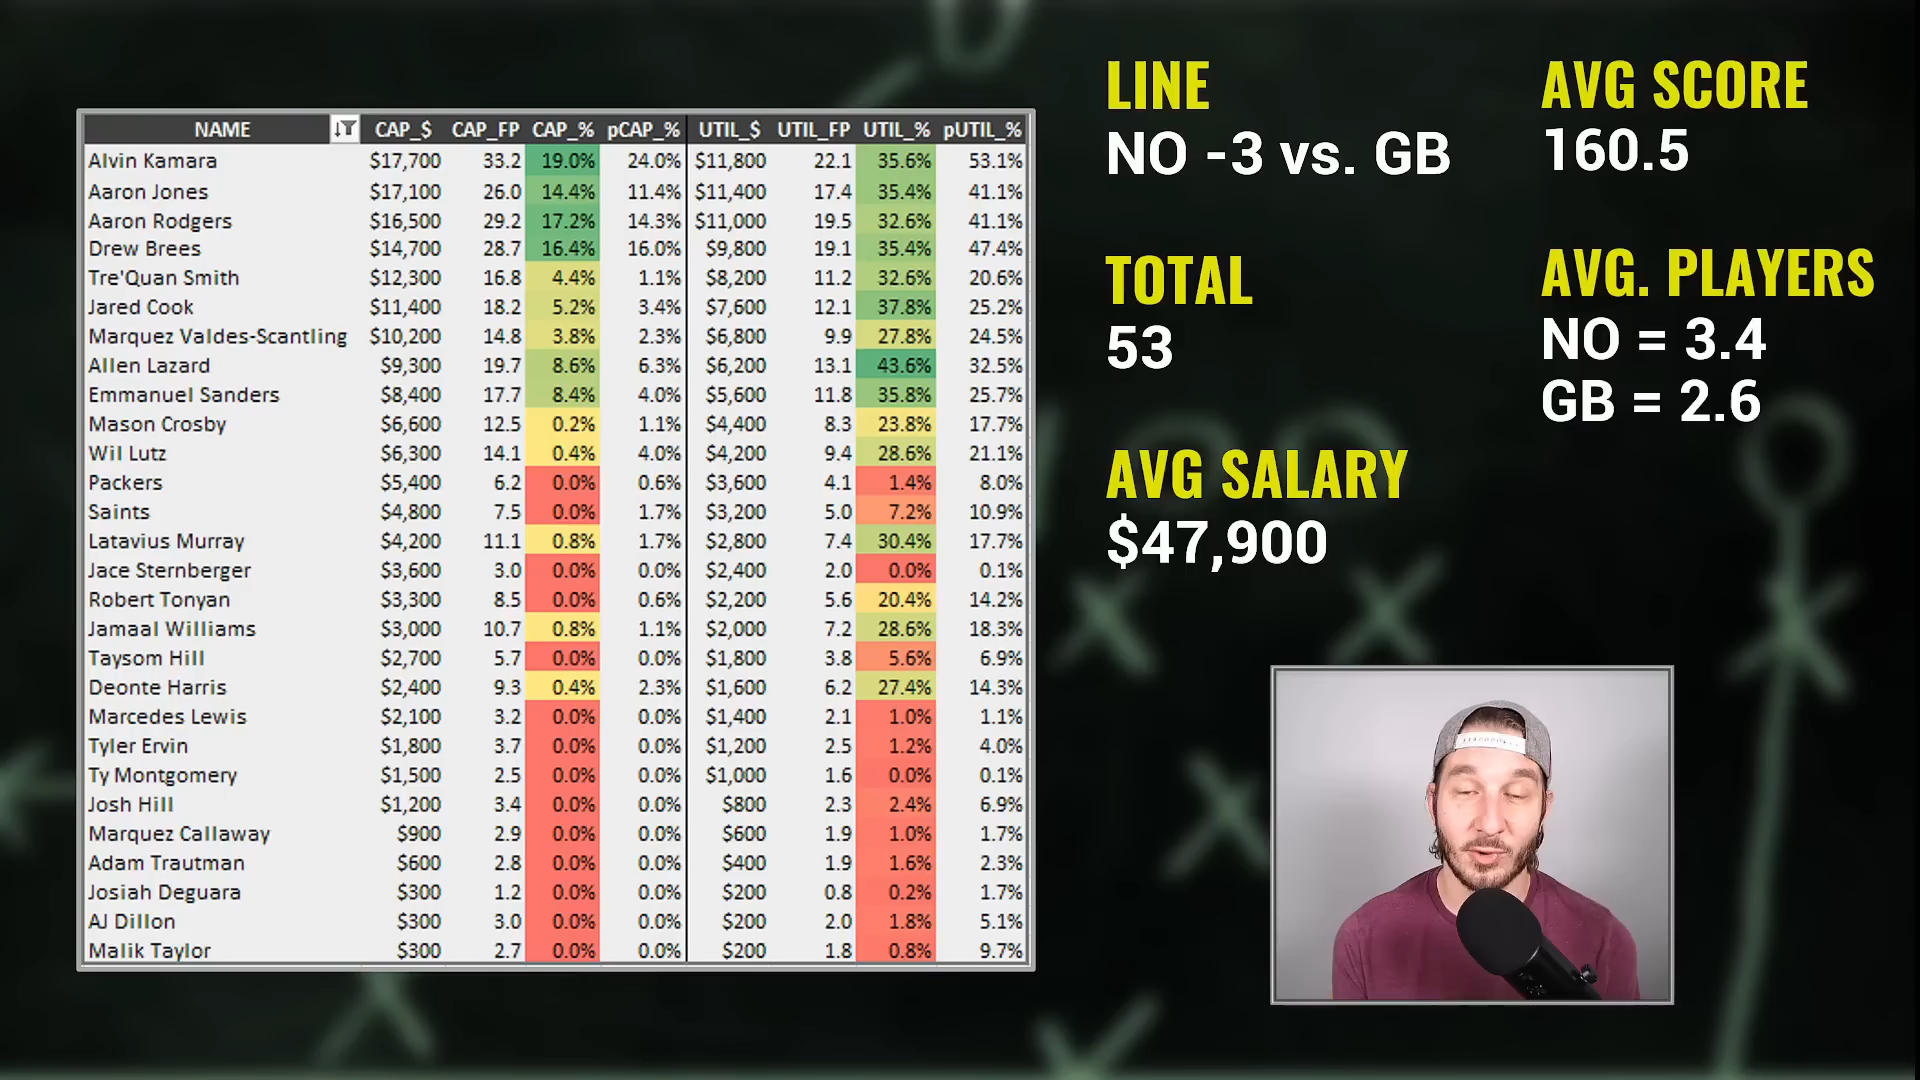 NAME CAP_$ CAP_FP CAP_% pCAP_% UTIL_$ UTIL_FP UTIL_% pUTIL_%
Alvin Kamara $17,700 33.2 19.0% 24.0% $11,800 22.1 35.6% 53.1%
Aaron Jones $17,100 26.0 14.4% 11.4% $11,400 17.4 35.4% 41.1%
Aaron Rodgers $16,500 29.2 17.2% 14.3% $11,000 19.5 32.6% 41.1%
Drew Brees $14,700 28.7 16.4% 16.0% $9,800 19.1 35.4% 47.4%
Tre'Quan Smith $12,300 16.8 4.4% 1.1% $8,200 11.2 32.6% 20.6%
Jared Cook $11,400 18.2 5.2% 3.4% $7,600 12.1 37.8% 25.2%
Marquez Valdes-Scantling $10,200 14.8 3.8% 2.3% $6,800 9.9 27.8% 24.5%
Allen Lazard $9,300 19.7 8.6% 6.3% $6,200 13.1 43.6% 32.5%
Emmanuel Sanders $8,400 17.7 8.4% 4.0% $5,600 11.8 35.8% 25.7%
Mason Crosby $6,600 12.5 0.2% 1.1% $4,400 8.3 23.8% 17.7%
Wil Lutz $6,300 14.1 0.4% 4.0% $4,200 9.4 28.6% 21.1%
Packers $5,400 6.2 0.0% 0.6% $3,600 4.1 1.4% 8.0%
Saints $4,800 7.5 0.0% 1.7% $3,200 5.0 7.2% 10.9%
Latavius Murray $4,200 11.1 0.8% 1.7% $2,800 7.4 30.4% 17.7%
Jace Sternberger $3,600 3.0 0.0% 0.0% $2,400 2.0 0.0% 0.1%
Robert Tonyan $3,300 8.5 0.0% 0.6% $2,200 5.6 20.4% 14.2%
Jamaal Williams $3,000 10.7 0.8% 1.1% $2,000 7.2 28.6% 18.3%
Taysom Hill $2,700 5.7 0.0% 0.0% $1,800 3.8 5.6% 6.9%
Deonte Harris $2,400 9.3 0.4% 2.3% $1,600 6.2 27.4% 14.3%
Marcedes Lewis $2,100 3.2 0.0% 0.0% $1,400 2.1 1.0% 1.1%
Tyler Ervin $1,800 3.7 0.0% 0.0% $1,200 2.5 1.2% 4.0%
Ty Montgomery $1,500 2.5 0.0% 0.0% $1,000 1.6 0.0% 0.1%
Josh Hill $1,200 3.4 0.0% 0.0% $800 2.3 2.4% 6.9%
Marquez Callaway $900 2.9 0.0% 0.0% $600 1.9 1.0% 1.7%
Adam Trautman $600 2.8 0.0% 0.0% $400 1.9 1.6% 2.3%
Josiah Deguara $300 1.2 0.0% 0.0% $200 0.8 0.2% 1.7%
AJ Dillon $300 3.0 0.0% 0.0% $200 2.0 1.8% 5.1%
Malik Taylor $300 2.7 0.0% 0.0% $200 1.8 0.8% 9.7%
LINE
NO -3 vs. GB
TOTAL
53
AVG SALARY
$47,900
AVG SCORE
160.5
AVG. PLAYERS
NO = 3.4
GB = 2.6